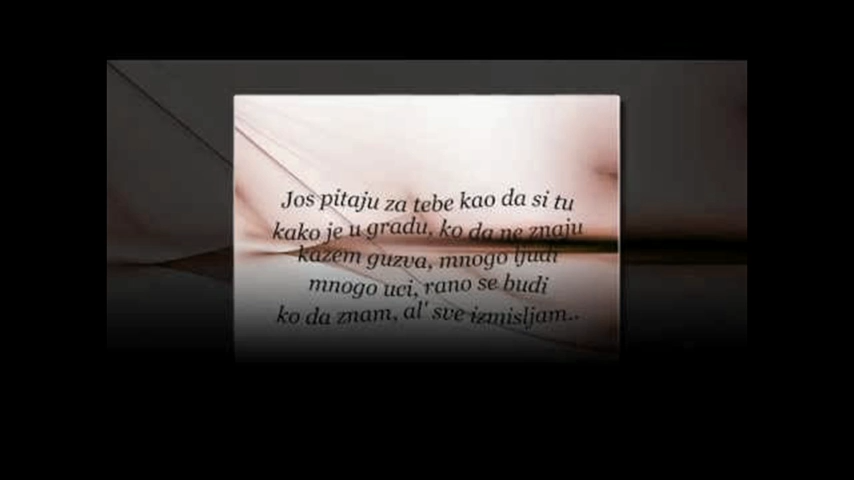 Jos pitaju za tebe kao da si tu
kako je u gradu, ko da ne znaju
kazem guzva, mnogo ljudi
mnogo uci, rano se budi
ko da znam, al' sve izmisljam..